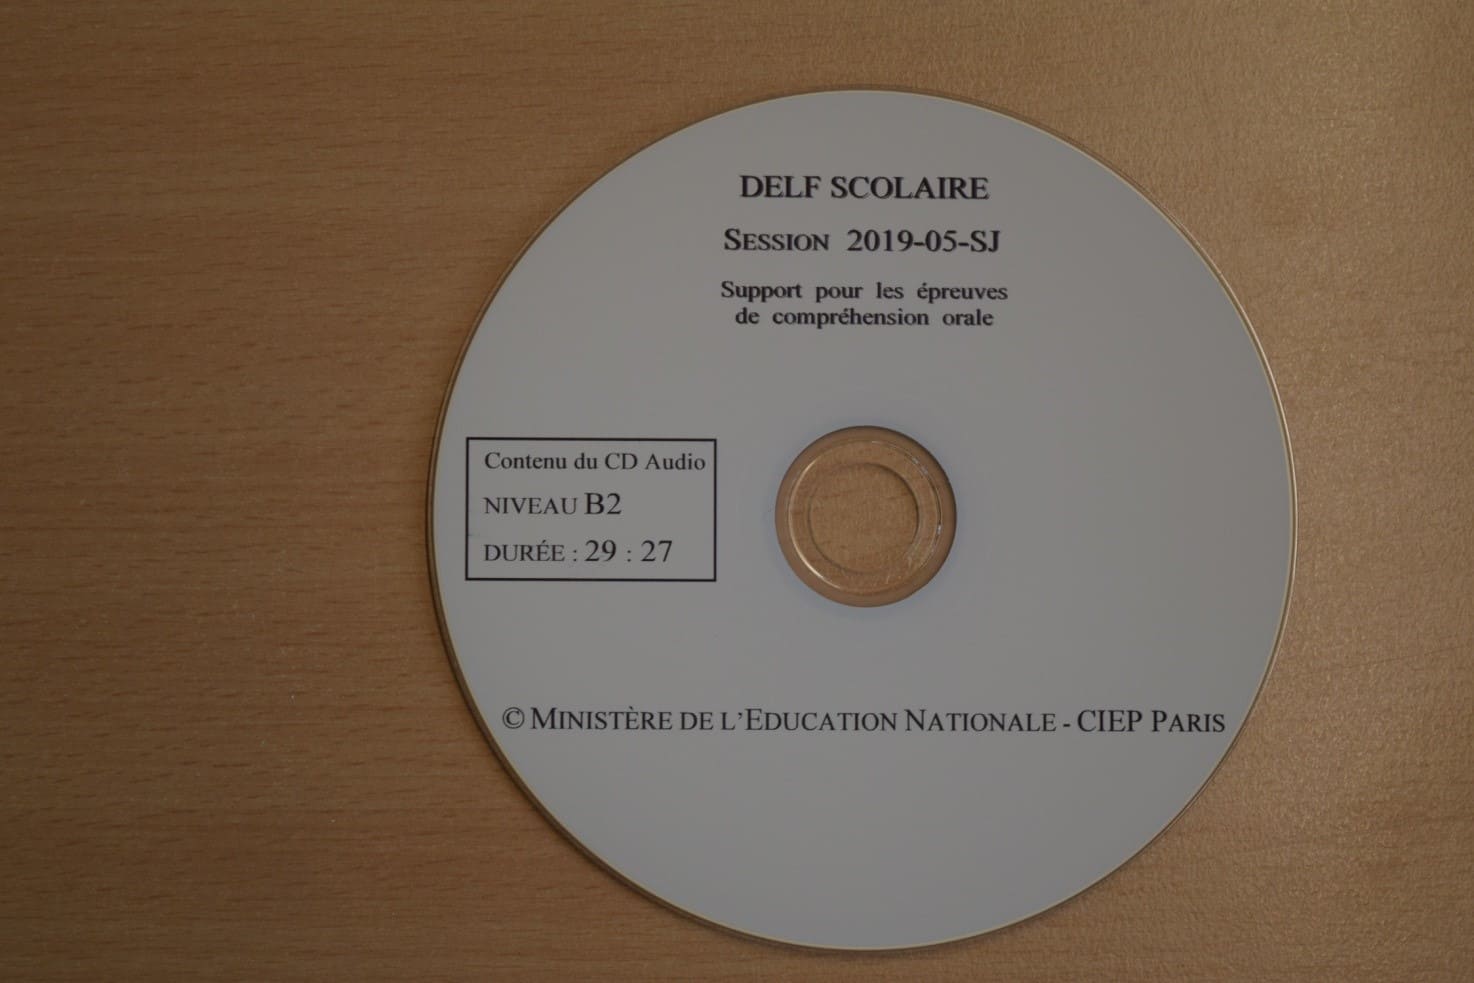 DELF SCOLAIRE
SESSION 2019-05-SJ
Support pour les épreuves
de compréhension orale
Contenu du CD Audio
NIVEAU B2
DURÉE : 29 : 27
© MINISTÈRE DE L'EDUCATION NATIONALE - CIEP PARIS